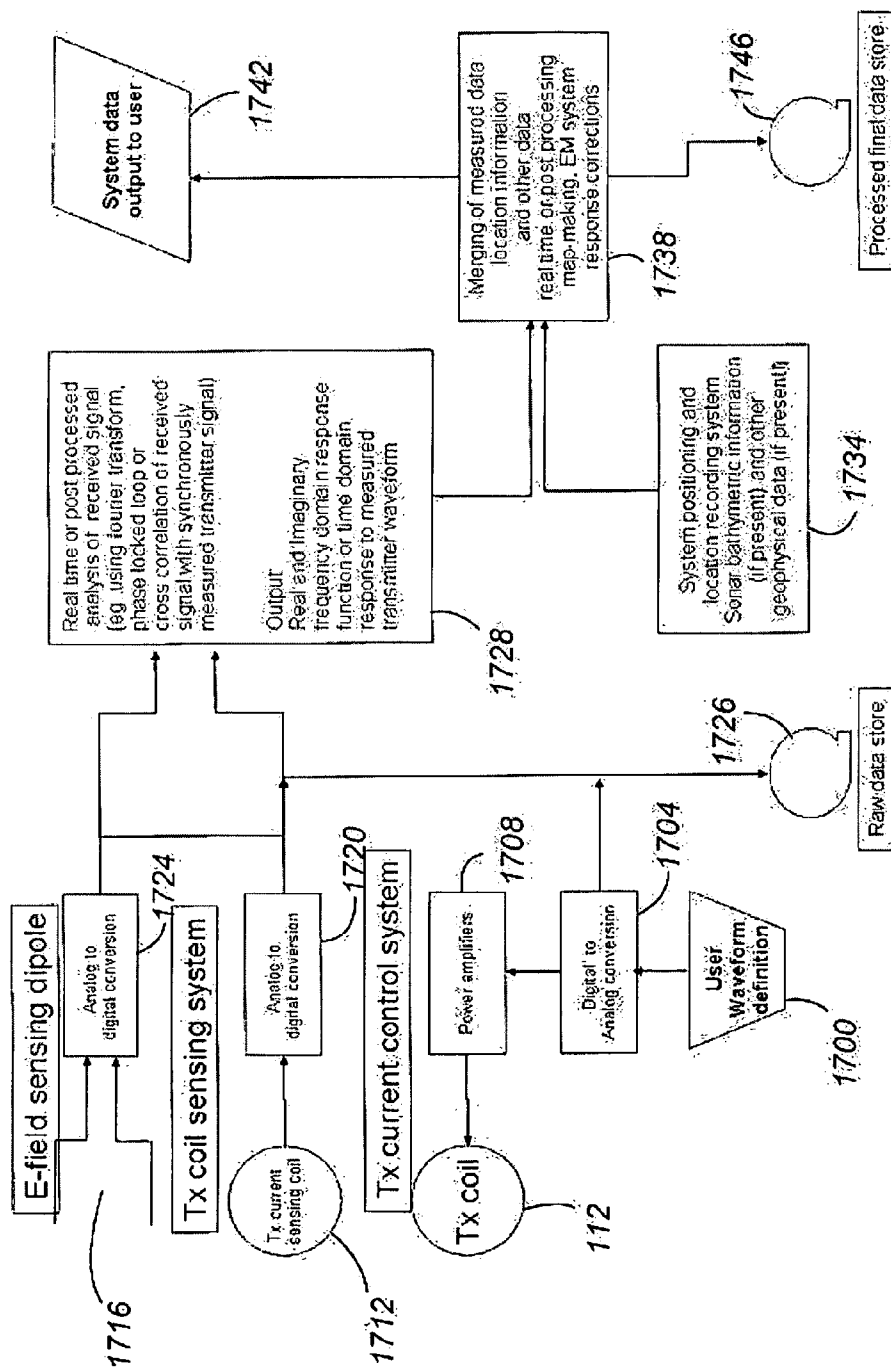 E-field sensing dipole
1716
Analog to
digital conversion
1724
Tx coil sensing system
Tx current
sensing coil
1712
Analog to
digital conversion
1720
Tx current control system
Tx coil
112
Power amplifiers
1708
Digital to
Analog conversion
1704
User
Waveform
definition
1700
Raw data store
1726
Real time or post processed
analysis of received signal
(eg. using fourier transform,
phase locked loop or
cross correlation of received
signal with synchronously
measured transmitter signal)
Output
Real and Imaginary
frequency domain response
function or time domain
response to measured
transmitter waveform
1728
System positioning and
location recording system
Sonar bathymetric information
(if present) and other
geophysical data (if present)
1734
System data
output to user
1742
Merging of measured data
location information
and other data
real time or post processing
map-making, EM system
response corrections
1738
1746
Processed final data store